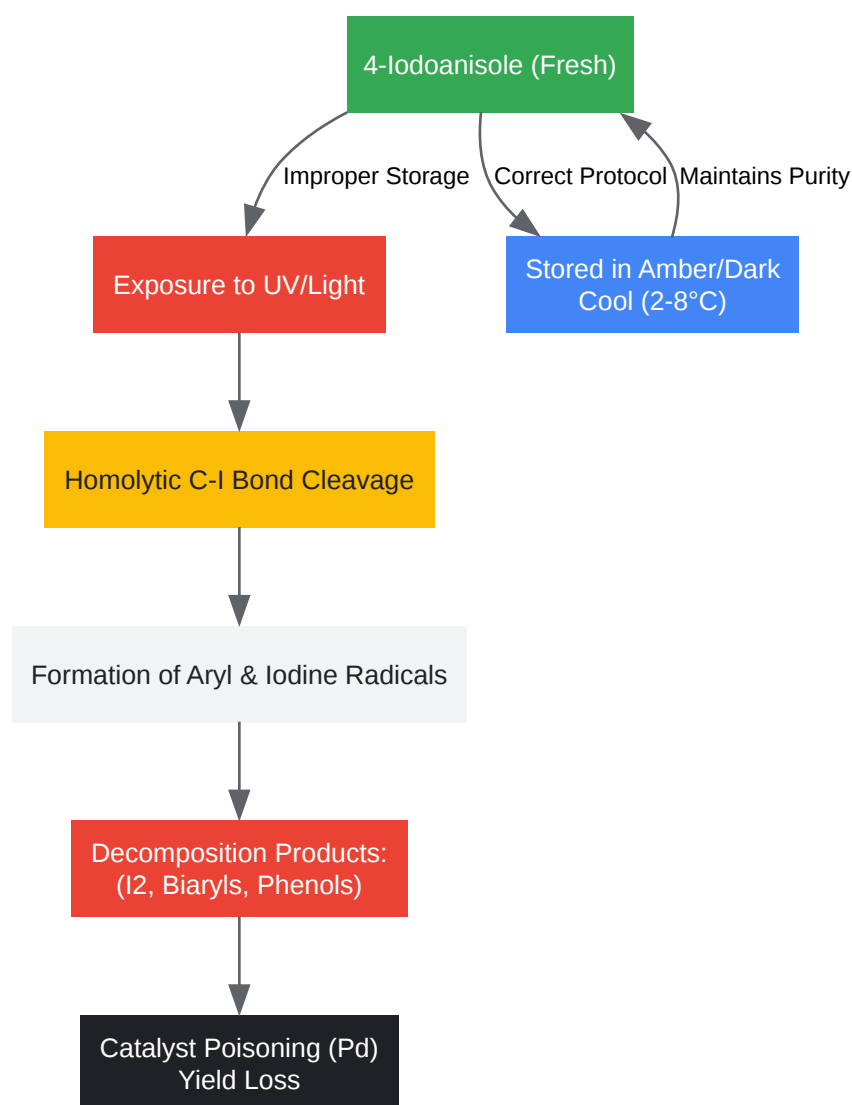 4-Iodoanisole (Fresh)
Improper Storage
Correct Protocol
Maintains Purity
Exposure to UV/Light
Stored in Amber/Dark
Cool (2-8°C)
Homolytic C-I Bond Cleavage
Formation of Aryl & Iodine Radicals
Decomposition Products:
(I2, Biaryls, Phenols)
Catalyst Poisoning (Pd)
Yield Loss